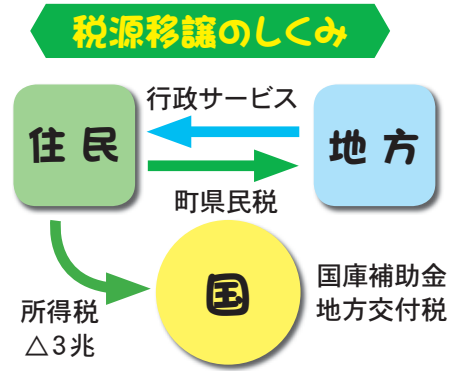 税源移譲のしくみ
行政サービス
住民
地方
町県民税
国
国庫補助金
地方交付税
所得税
△3兆